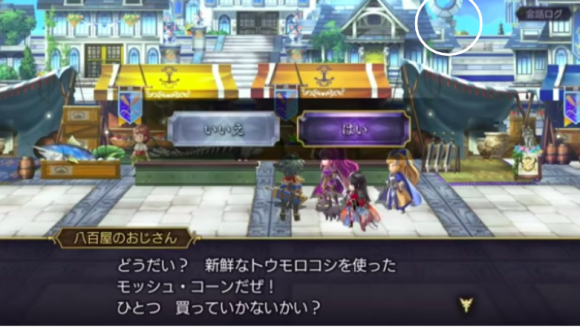 会話ログ
いいえ
はい
八百屋のおじさん
どうだい？　新鮮なトウモロコシを使った
モッシュ・コーンだぜ！
ひとつ　買っていかないかい？